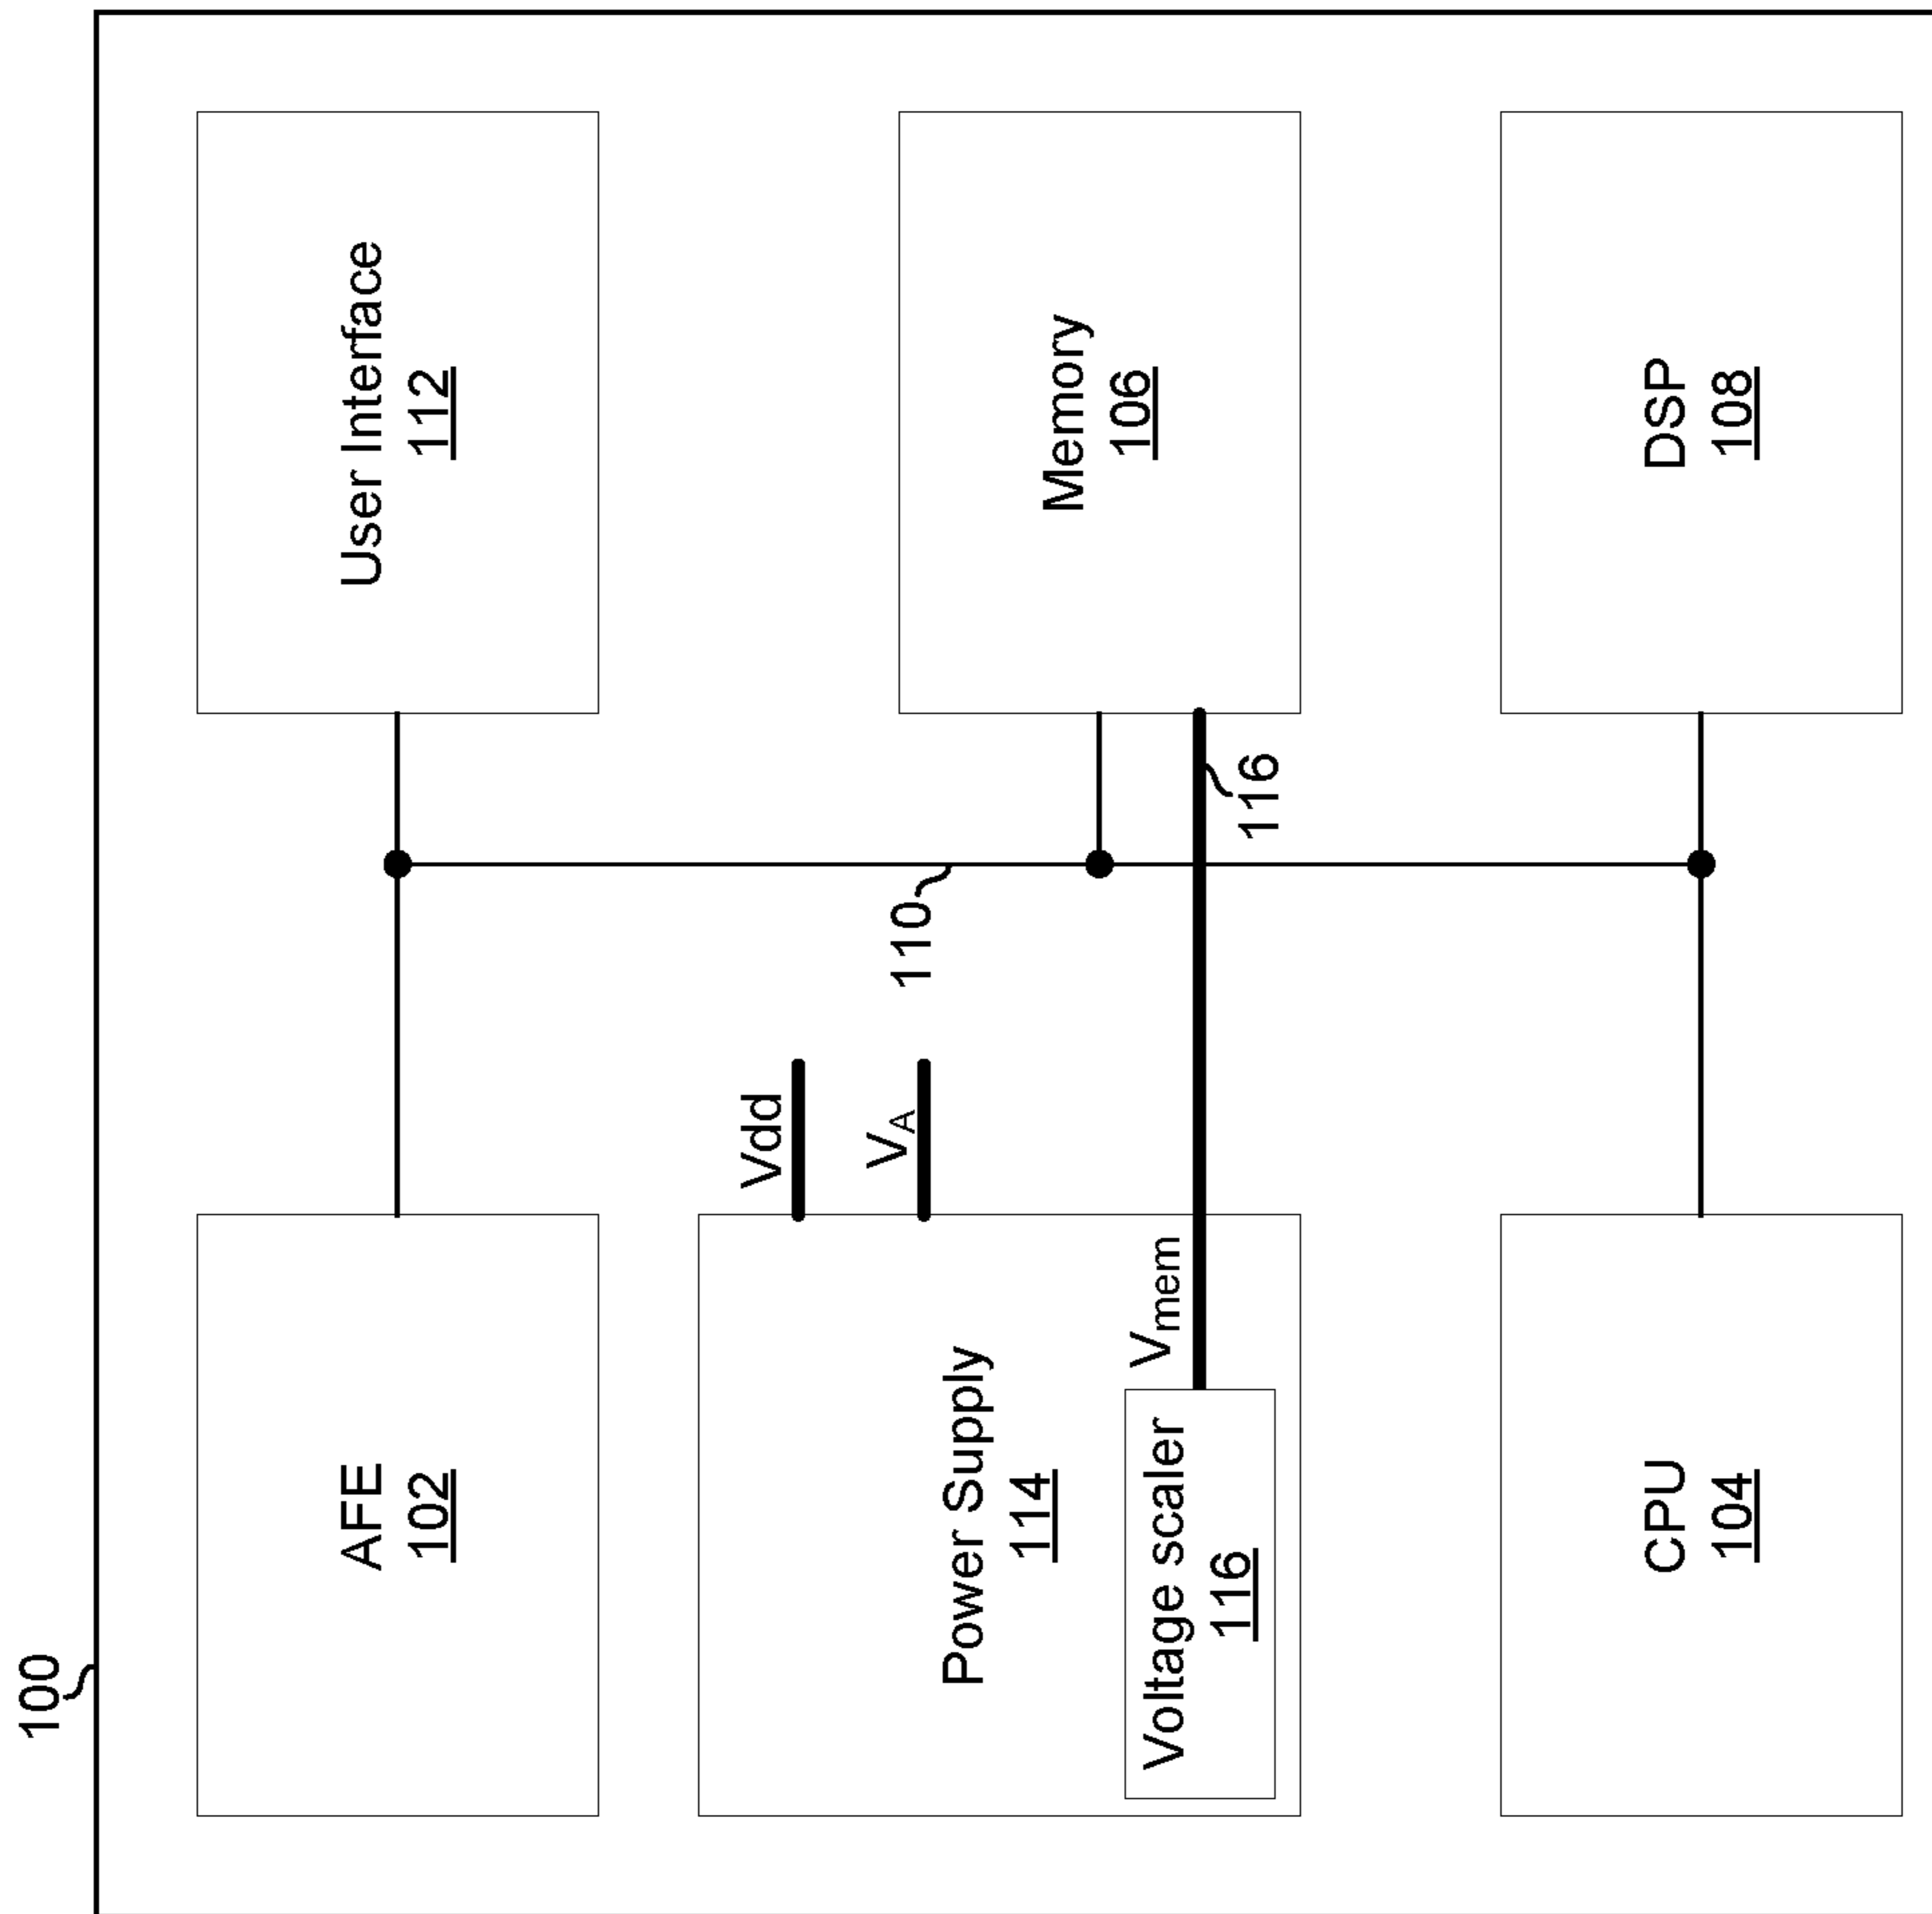 100
AFE
102
User Interface
112
Vdd
V_A
110
Power Supply
114
Memory
106
Vmem
Voltage scaler
116
116
CPU
104
DSP
108